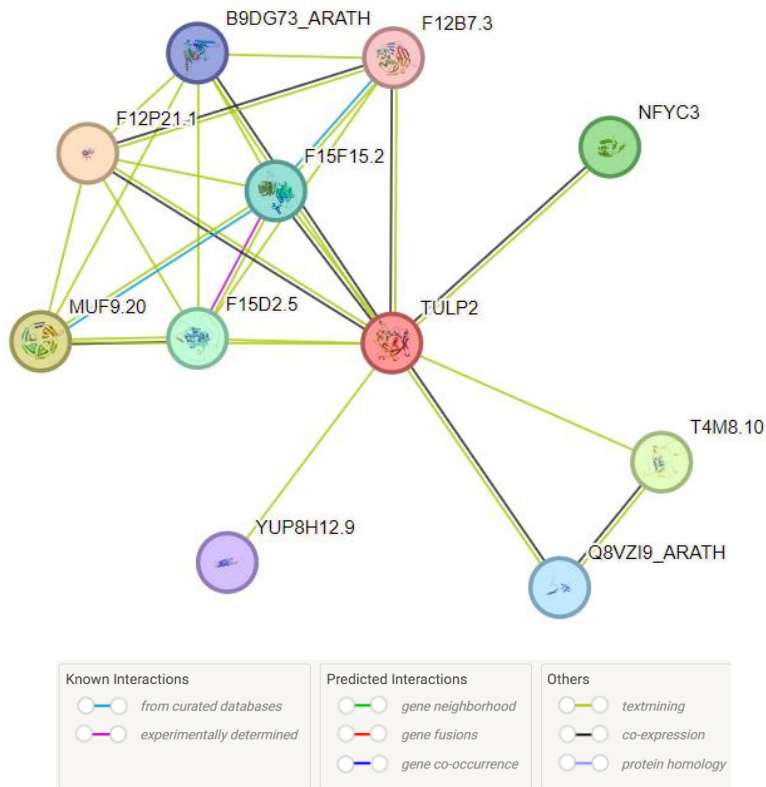 B9DG73_ARATH
F12B7.3
F12P21.1
NFYC3
F15F15.2
MUF9.20
F15D2.5
TULP2
T4M8.10
YUP8H12.9
Q8VZI9_ARATH
Known Interactions
from curated databases
experimentally determined
Predicted Interactions
gene neighborhood
gene fusions
gene co-occurrence
Others
textmining
co-expression
protein homology